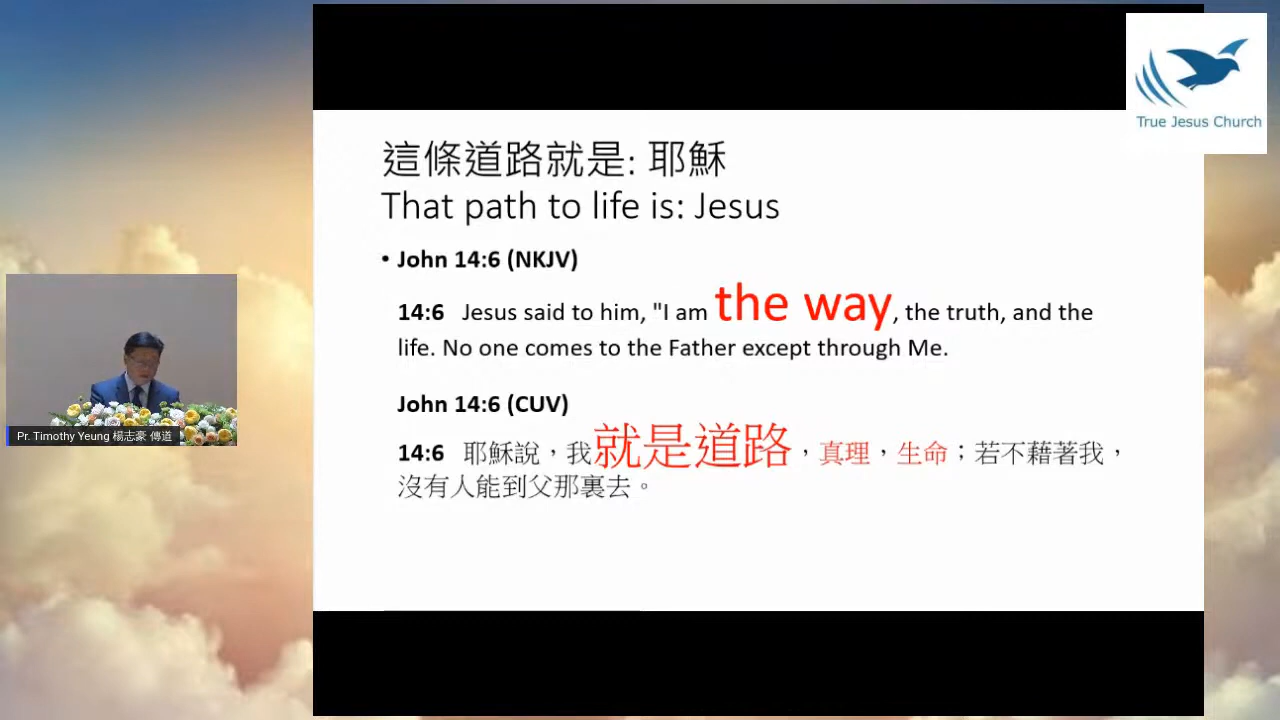 True Jesus Church
這條道路就是: 耶穌
That path to life is: Jesus
• John 14:6 (NKJV)
14:6 Jesus said to him, "I am the way, the truth, and the
life. No one comes to the Father except through Me.
John 14:6 (CUV)
14:6 耶穌說，我就是道路，真理，生命；若不藉著我，
沒有人能到父那裏去。
Pr. Timothy Yeung 楊志豪 傳道